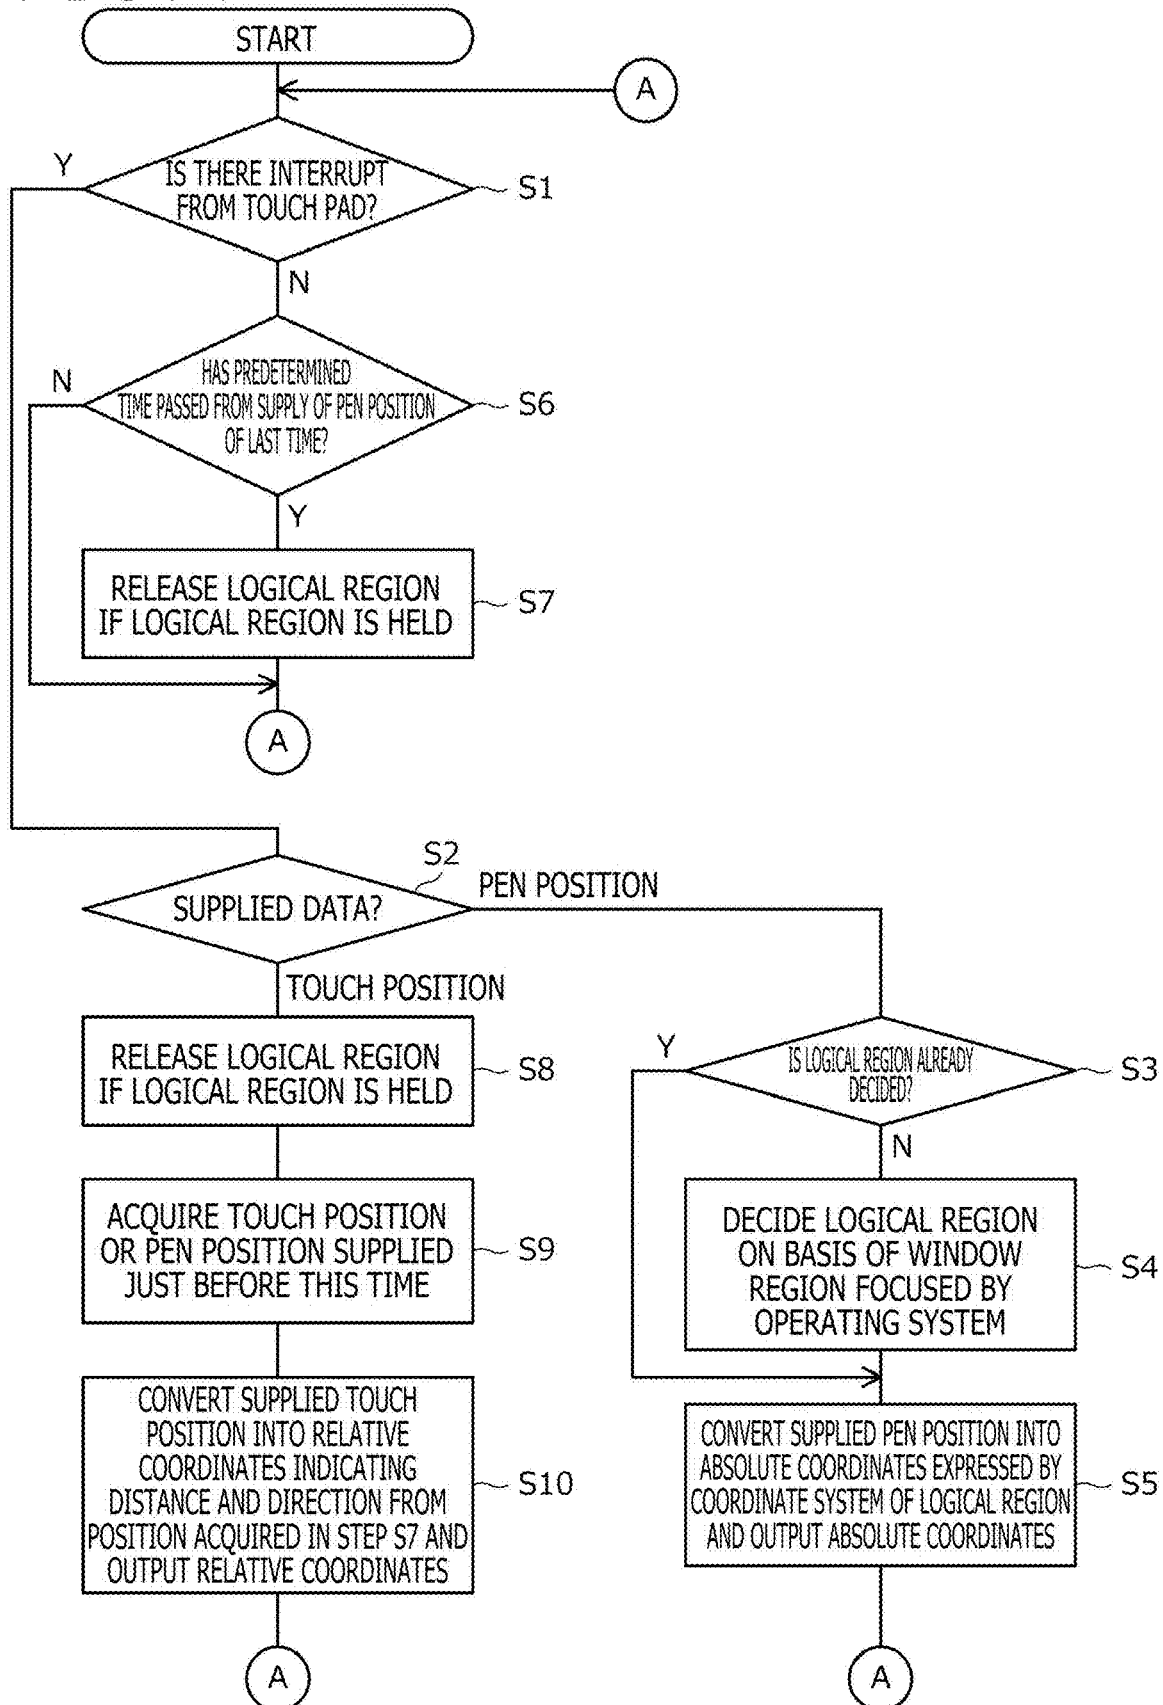 START
A
Y
IS THERE INTERRUPT
FROM TOUCH PAD?
S1
N
N
HAS PREDETERMINED
TIME PASSED FROM SUPPLY OF PEN POSITION
OF LAST TIME?
S6
Y
RELEASE LOGICAL REGION
IF LOGICAL REGION IS HELD
S7
A
S2
PEN POSITION
SUPPLIED DATA?
TOUCH POSITION
RELEASE LOGICAL REGION
IF LOGICAL REGION IS HELD
S8
Y
IS LOGICAL REGION ALREADY
DECIDED?
S3
N
ACQUIRE TOUCH POSITION
OR PEN POSITION SUPPLIED
JUST BEFORE THIS TIME
S9
DECIDE LOGICAL REGION
ON BASIS OF WINDOW
REGION FOCUSED BY
OPERATING SYSTEM
S4
CONVERT SUPPLIED TOUCH
POSITION INTO RELATIVE
COORDINATES INDICATING
DISTANCE AND DIRECTION FROM
POSITION ACQUIRED IN STEP S7 AND
OUTPUT RELATIVE COORDINATES
S10
CONVERT SUPPLIED PEN POSITION INTO
ABSOLUTE COORDINATES EXPRESSED BY
COORDINATE SYSTEM OF LOGICAL REGION
AND OUTPUT ABSOLUTE COORDINATES
S5
A
A